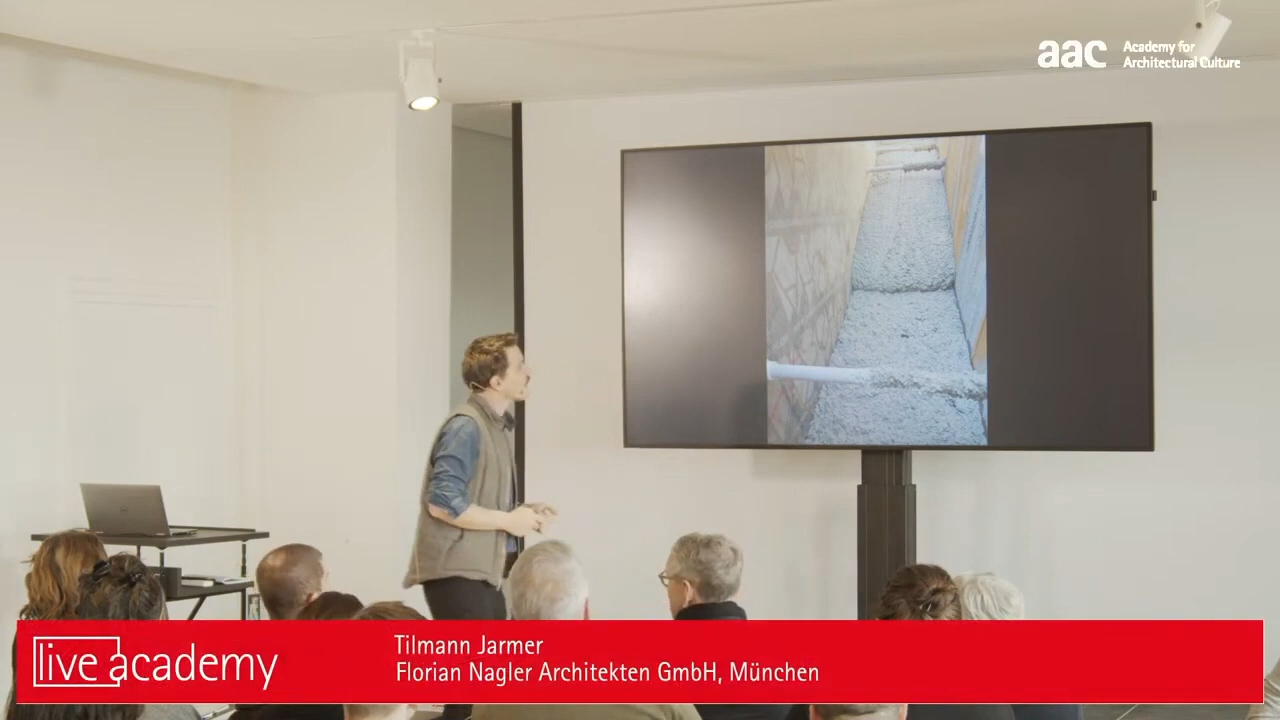 aac
Academy for
Architectural Culture
live academy
Tilmann Jarmer
Florian Nagler Architekten GmbH, München